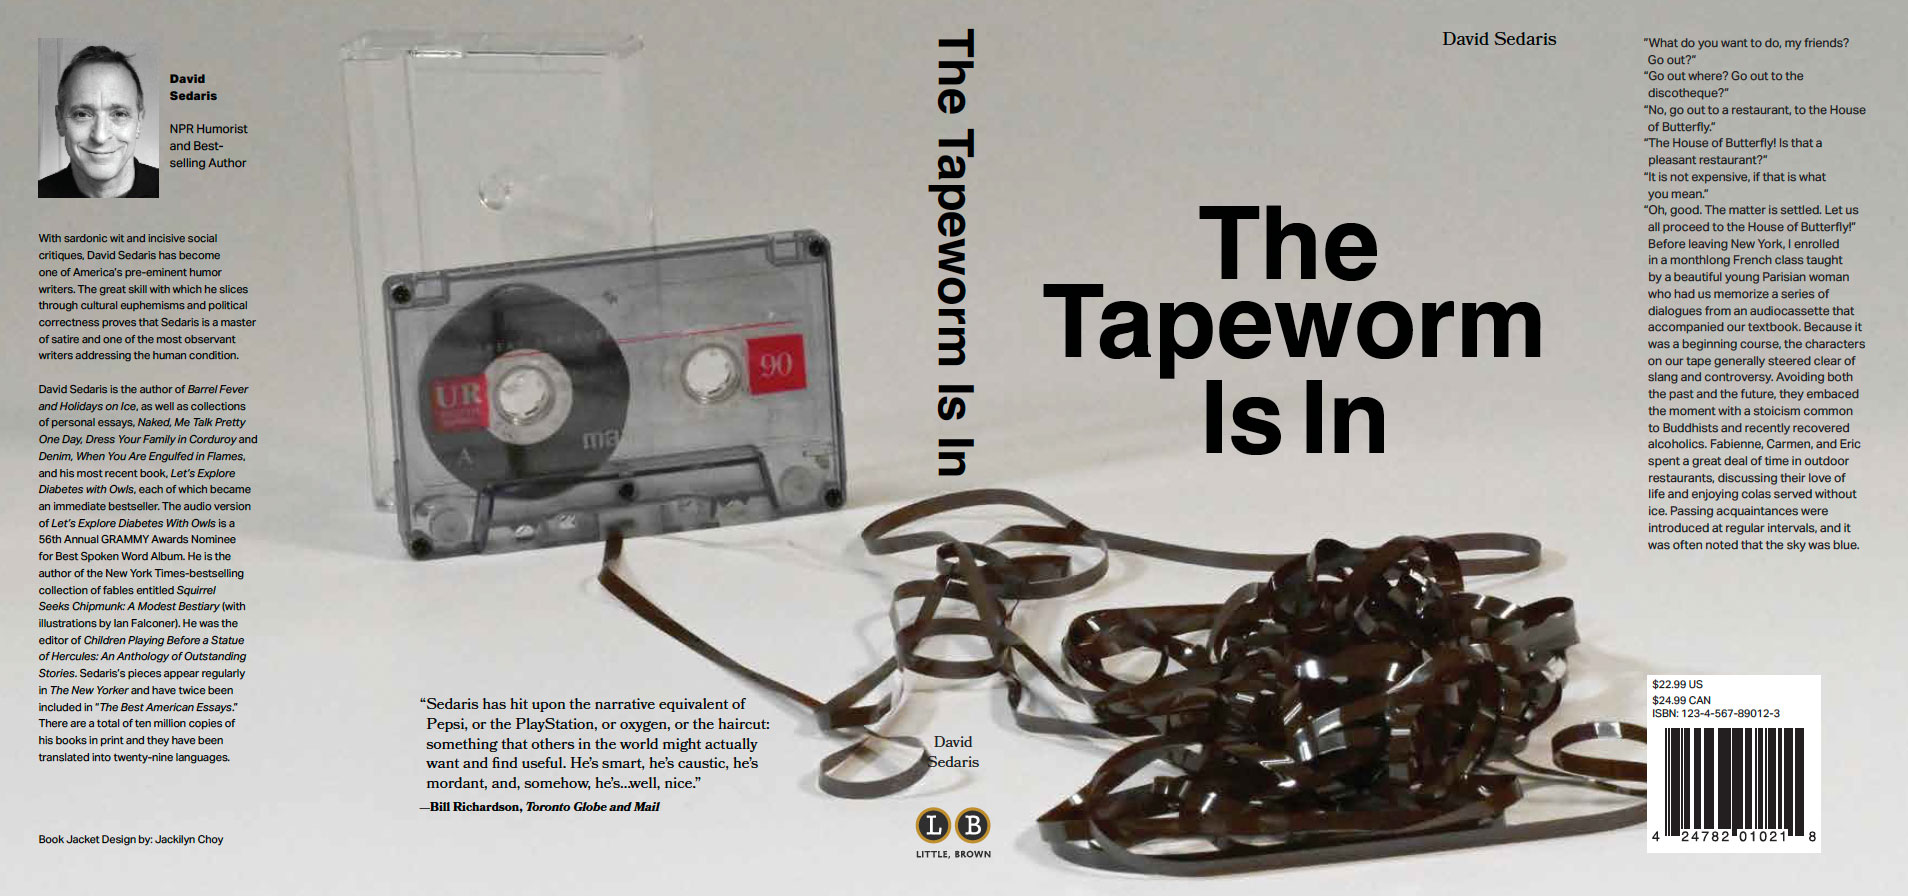 David
Sedaris
NPR Humorist
and Best-
selling Author
With sardonic wit and incisive social
critiques, David Sedaris has become
one of America's pre-eminent humor
writers. The great skill with which he slices
through cultural euphemisms and political
correctness proves that Sedaris is a master
of satire and one of the most observant
writers addressing the human condition.
David Sedaris is the author of Barrel Fever
and Holidays on Ice, as well as collections
of personal essays, Naked, Me Talk Pretty
One Day, Dress Your Family in Corduroy and
Denim, When You Are Engulfed in Flames,
and his most recent book, Let's Explore
Diabetes with Owls, each of which became
an immediate bestseller. The audio version
of Let's Explore Diabetes With Owls is a
56th Annual GRAMMY Awards Nominee
for Best Spoken Word Album. He is the
author of the New York Times-bestselling
collection of fables entitled Squirrel
Seeks Chipmunk: A Modest Bestiary (with
illustrations by Ian Falconer). He was the
editor of Children Playing Before a Statue
of Hercules: An Anthology of Outstanding
Stories. Sedaris's pieces appear regularly
in The New Yorker and have twice been
included in "The Best American Essays."
There are a total of ten million copies of
his books in print and they have been
translated into twenty-nine languages.
Book Jacket Design by: Jackilyn Choy
UR
90
A
"Sedaris has hit upon the narrative equivalent of
Pepsi, or the PlayStation, or oxygen, or the haircut:
something that others in the world might actually
want and find useful. He's smart, he's caustic, he's
mordant, and, somehow, he's...well, nice."
—Bill Richardson, Toronto Globe and Mail
The Tapeworm Is In
David
Sedaris
L B
LITTLE, BROWN
David Sedaris
The
Tapeworm
Is In
"What do you want to do, my friends?
Go out?"
"Go out where? Go out to the
discotheque?"
"No, go out to a restaurant, to the House
of Butterfly."
"The House of Butterfly! Is that a
pleasant restaurant?"
"It is not expensive, if that is what
you mean."
"Oh, good. The matter is settled. Let us
all proceed to the House of Butterfly!"
Before leaving New York, I enrolled
in a monthlong French class taught
by a beautiful young Parisian woman
who had us memorize a series of
dialogues from an audiocassette that
accompanied our textbook. Because it
was a beginning course, the characters
on our tape generally steered clear of
slang and controversy. Avoiding both
the past and the future, they embaced
the moment with a stoicism common
to Buddhists and recently recovered
alcoholics. Fabienne, Carmen, and Eric
spent a great deal of time in outdoor
restaurants, discussing their love of
life and enjoying colas served without
ice. Passing acquaintances were
introduced at regular intervals, and it
was often noted that the sky was blue.
$22.99 US
$24.99 CAN
ISBN: 123-4-567-89012-3
4 24782 01021 8